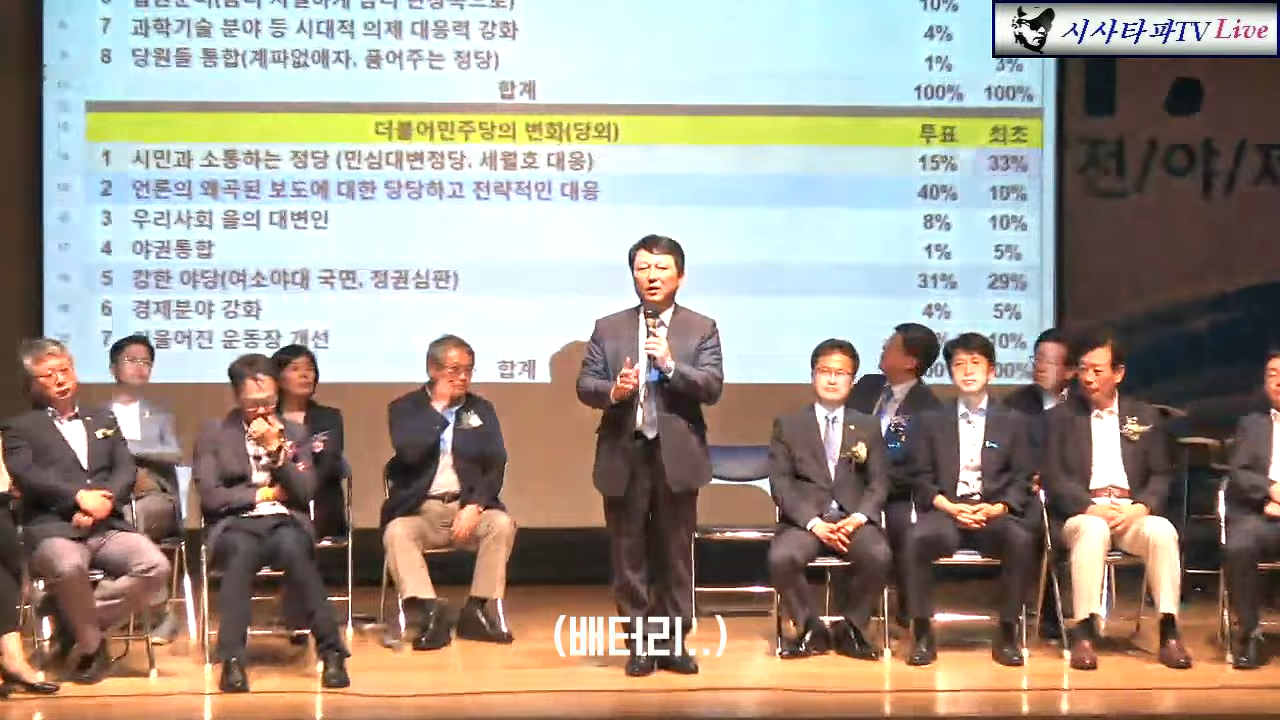 10%
7 과학기술 분야 등 시대적 의제 대응력 강화 4%
8 당원들 통합(계파없애자, 품어주는 정당) 1% 3%
합계 100% 100%
더불어민주당의 변화(당외) 투표 최초
1 시민과 소통하는 정당 (민심대변정당, 세월호 대응) 15% 33%
2 언론의 왜곡된 보도에 대한 당당하고 전략적인 대응 40% 10%
3 우리사회 을의 대변인 8% 10%
4 야권통합 1% 5%
5 강한 야당(여소야대 국면, 정권심판) 31% 29%
6 경제분야 강화 4% 5%
7 운동장 개선 10%
합계
시사타파TV Live
전/야/제
(배터리..)